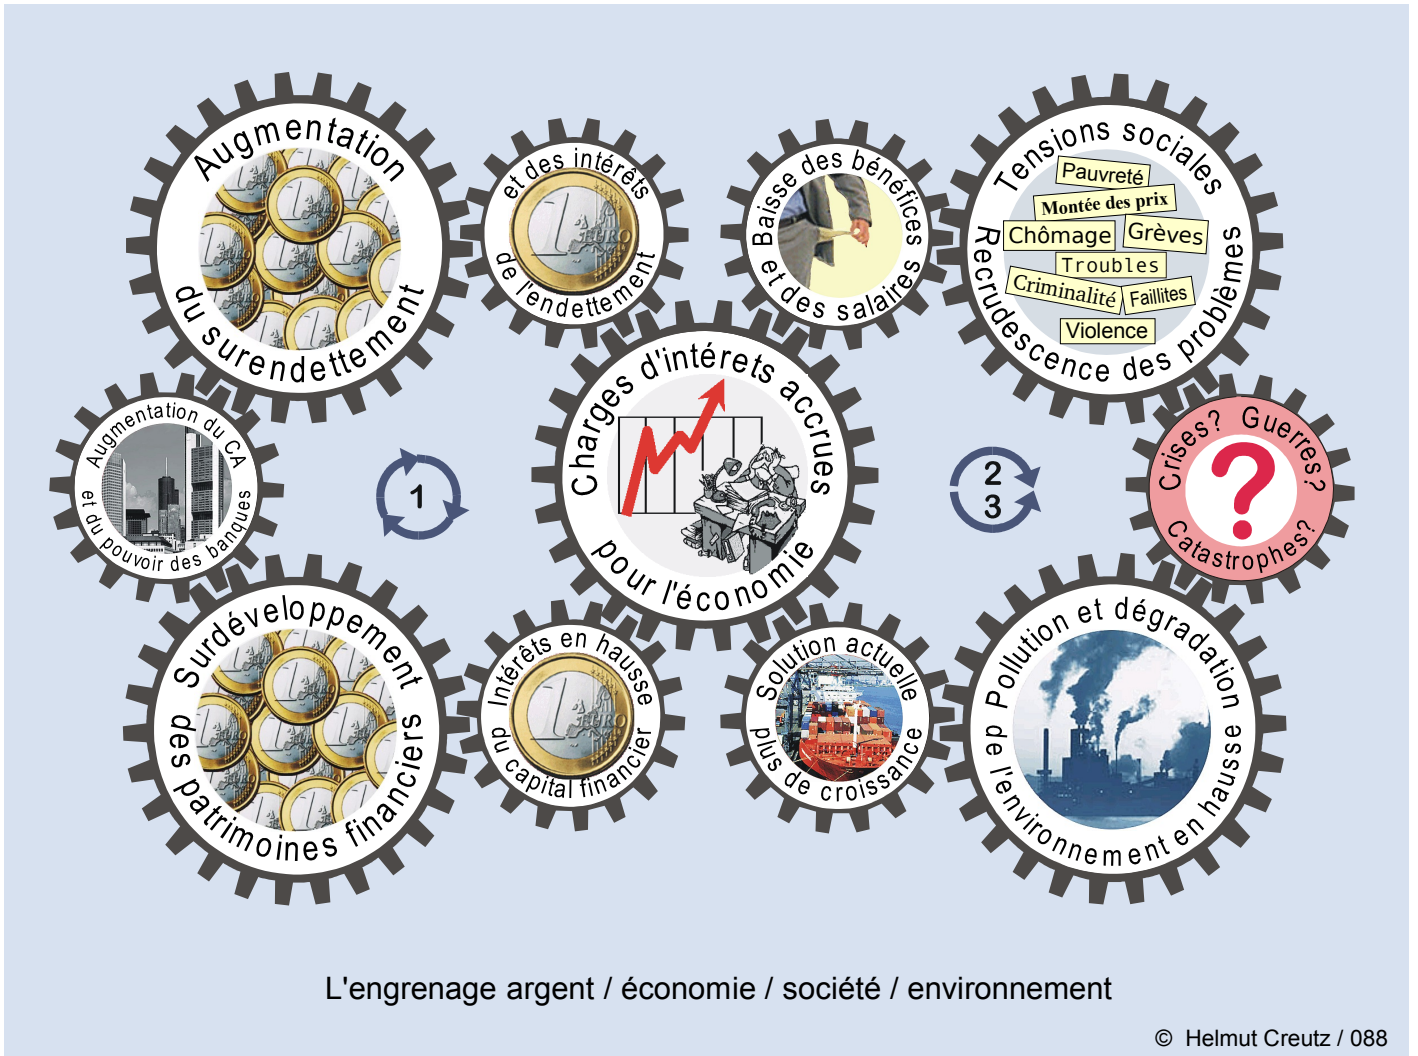 Augmentation
du surendettement
et des intérêts
de l'endettement
Baisse des bénéfices
et des salaires
Tensions sociales
Pauvreté
Montée des prix
Chômage
Grèves
Troubles
Criminalité
Faillites
Violence
Recrudescence des problèmes
Augmentation du CA
et du pouvoir des banques
1
Charges d'intérets accrues
pour l'économie
2
3
Crises? Guerres?
?
Catastrophes?
Surdéveloppement
des patrimoines financiers
Intérêts en hausse
du capital financier
1 EURO
Solution actuelle
plus de croissance
Pollution et dégradation
de l'environnement en hausse
L'engrenage argent / économie / société / environnement
© Helmut Creutz / 088